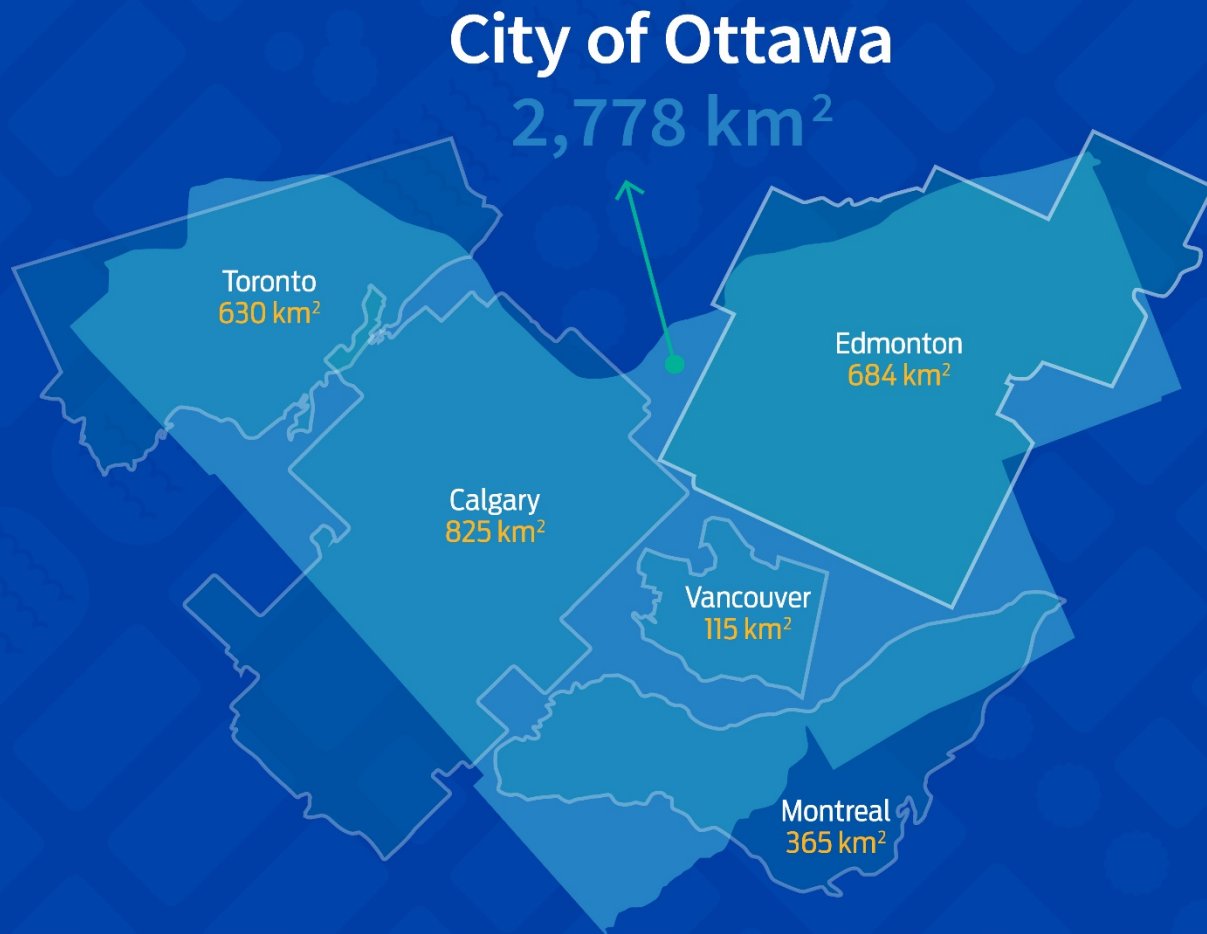 City of Ottawa
2,778 km²
Toronto
630 km²
Edmonton
684 km²
Calgary
825 km²
Vancouver
115 km²
Montreal
365 km²